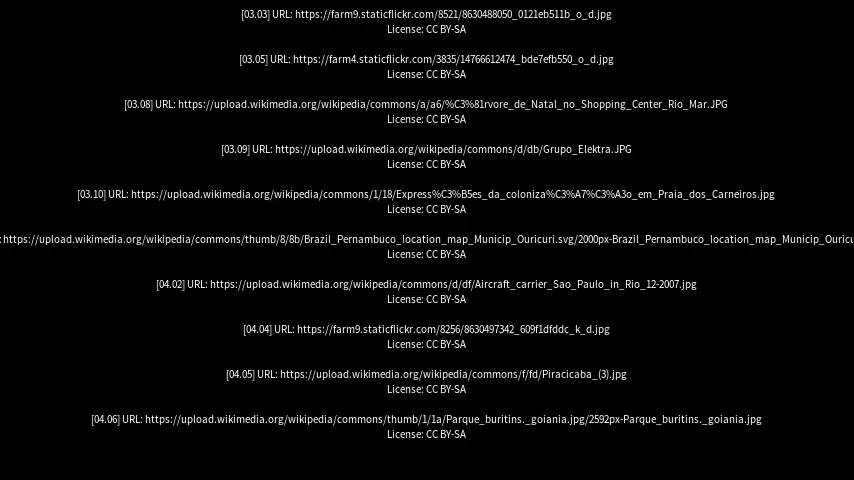 [03.03] URL: https://farm9.staticflickr.com/8521/8630488050_0121eb511b_o_d.jpg
License: CC BY-SA
[03.05] URL: https://farm4.staticflickr.com/3835/14766612474_bde7efb550_o_d.jpg
License: CC BY-SA
[03.08] URL: https://upload.wikimedia.org/wikipedia/commons/a/a6/%C3%81rvore_de_Natal_no_Shopping_Center_Rio_Mar.JPG
License: CC BY-SA
[03.09] URL: https://upload.wikimedia.org/wikipedia/commons/d/db/Grupo_Elektra.JPG
License: CC BY-SA
[03.10] URL: https://upload.wikimedia.org/wikipedia/commons/1/18/Express%C3%B5es_da_coloniza%C3%A7%C3%A3o_em_Praia_dos_Carneiros.jpg
License: CC BY-SA
: https://upload.wikimedia.org/wikipedia/commons/thumb/8/8b/Brazil_Pernambuco_location_map_Municip_Ouricuri.svg/2000px-Brazil_Pernambuco_location_map_Municip_Ouricu
License: CC BY-SA
[04.02] URL: https://upload.wikimedia.org/wikipedia/commons/d/df/Aircraft_carrier_Sao_Paulo_in_Rio_12-2007.jpg
License: CC BY-SA
[04.04] URL: https://farm9.staticflickr.com/8256/8630497342_609f1dfddc_k_d.jpg
License: CC BY-SA
[04.05] URL: https://upload.wikimedia.org/wikipedia/commons/f/fd/Piracicaba_(3).jpg
License: CC BY-SA
[04.06] URL: https://upload.wikimedia.org/wikipedia/commons/thumb/1/1a/Parque_buritins._goiania.jpg/2592px-Parque_buritins._goiania.jpg
License: CC BY-SA